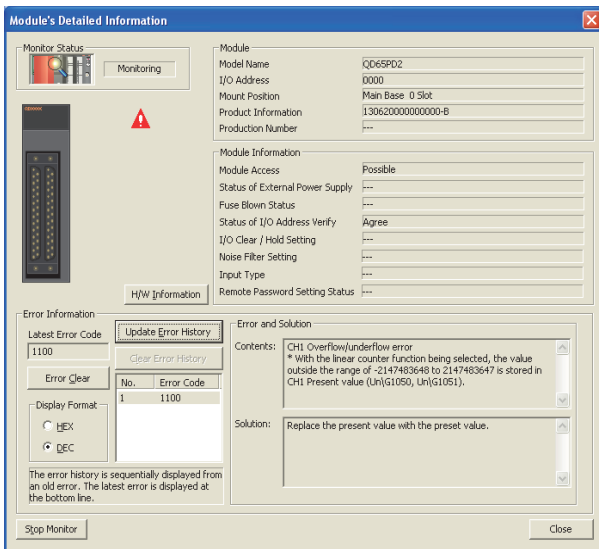 Module's Detailed Information
Monitor Status
Monitoring
Module
Model Name QD65PD2
I/O Address 0000
Mount Position Main Base 0 Slot
Product Information 130620000000000-B
Production Number ---
Module Information
Module Access Possible
Status of External Power Supply ---
Fuse Blown Status ---
Status of I/O Address Verify Agree
I/O Clear / Hold Setting ---
Noise Filter Setting ---
Input Type ---
Remote Password Setting Status ---
H/W Information
Error Information
Latest Error Code
1100
Update Error History
Clear Error History
Error Clear
No. Error Code
1 1100
Display Format
HEX
DEC
The error history is sequentially displayed from
an old error. The latest error is displayed at
the bottom line.
Error and Solution
Contents:
CH1 Overflow/underflow error
* With the linear counter function being selected, the value
outside the range of -2147483648 to 2147483647 is stored in
CH1 Present value (Un\G1050, Un\G1051).
Solution:
Replace the present value with the preset value.
Stop Monitor
Close